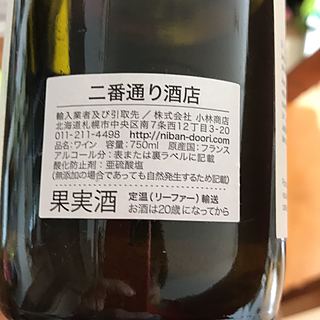 二番通り酒店
輸入業者及び引取先／株式会社 小林商店
北海道札幌市中央区南7条西12丁目3-20
011-211-4498 http://niban-doori.com
品名:ワイン 容量:750ml 原産国:フランス
アルコール分:表または裏ラベルに記載
酸化防止剤:亜硫酸塩
(無添加の場合であっても自然発生するため記載)
果実酒 定温(リーファー)輸送
お酒は20歳になってから